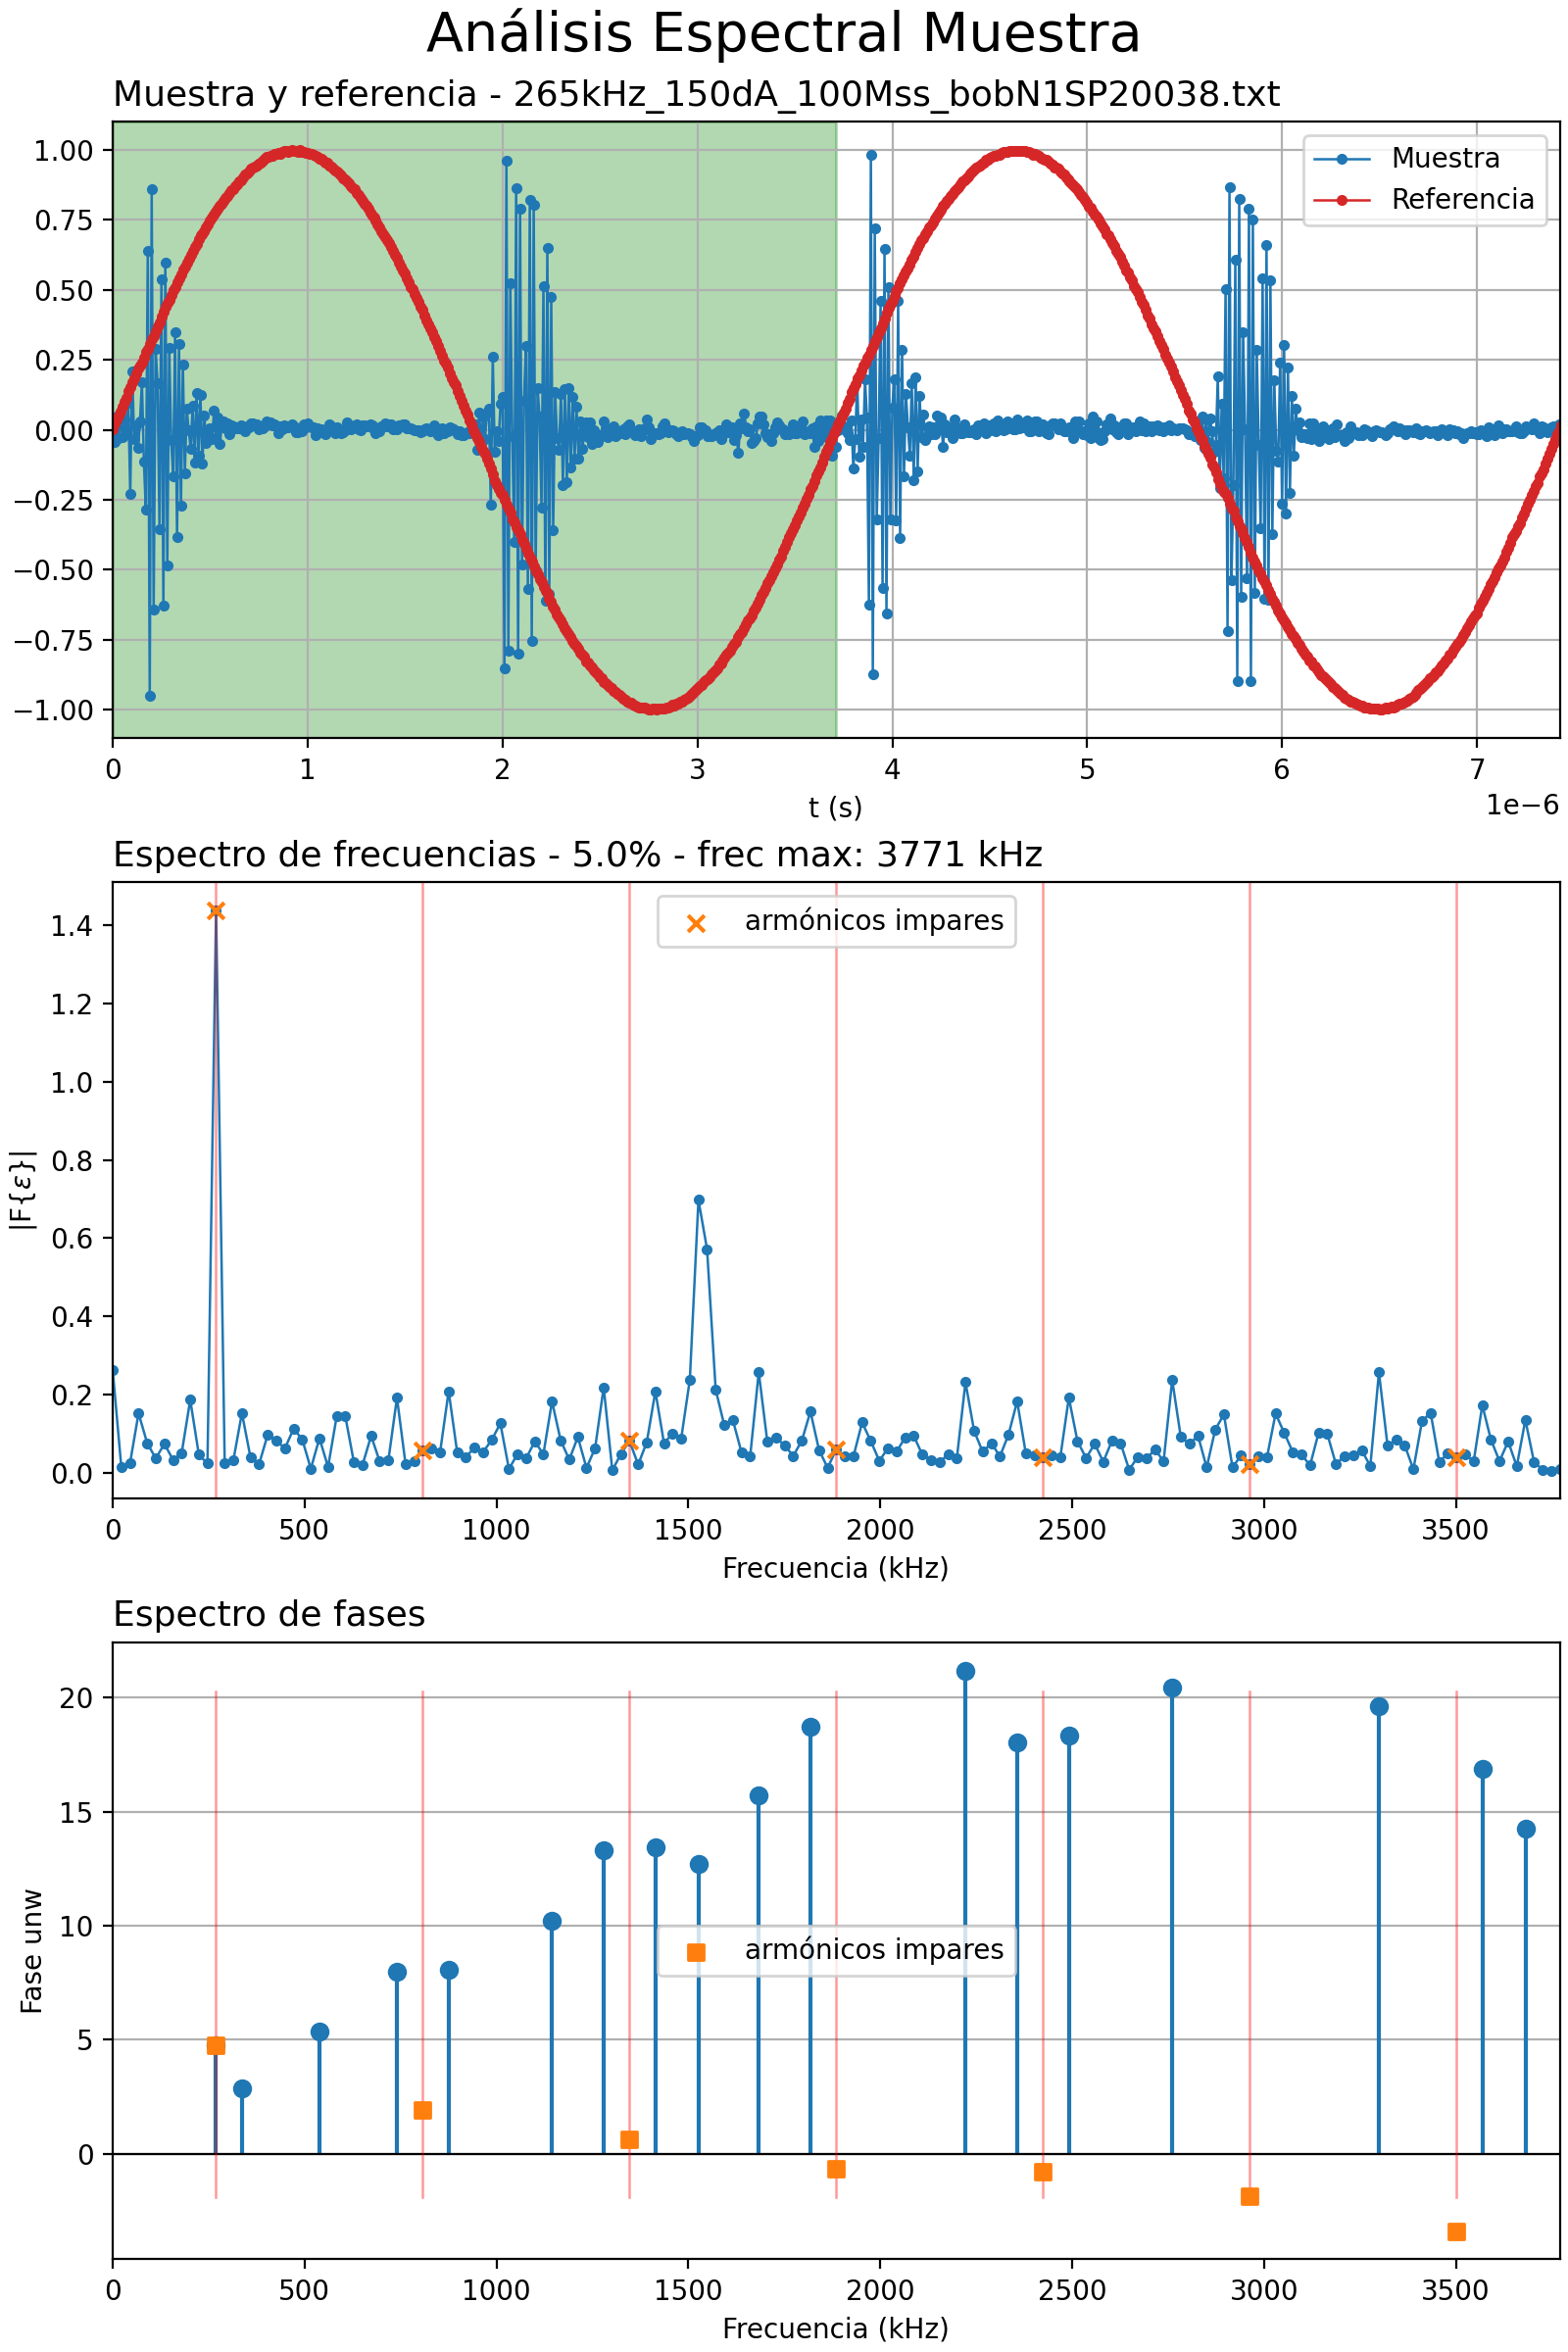 Análisis Espectral Muestra
Muestra y referencia - 265kHz_150dA_100Mss_bobN1SP20038.txt
Muestra
Referencia
1.00
0.75
0.50
0.25
0.00
−0.25
−0.50
−0.75
−1.00
0 1 2 3 4 5 6 7
t (s)
1e−6
Espectro de frecuencias - 5.0% - frec max: 3771 kHz
armónicos impares
|F{ε}|
1.4
1.2
1.0
0.8
0.6
0.4
0.2
0.0
0 500 1000 1500 2000 2500 3000 3500
Frecuencia (kHz)
Espectro de fases
Fase unw
20
15
10
5
0
armónicos impares
0 500 1000 1500 2000 2500 3000 3500
Frecuencia (kHz)